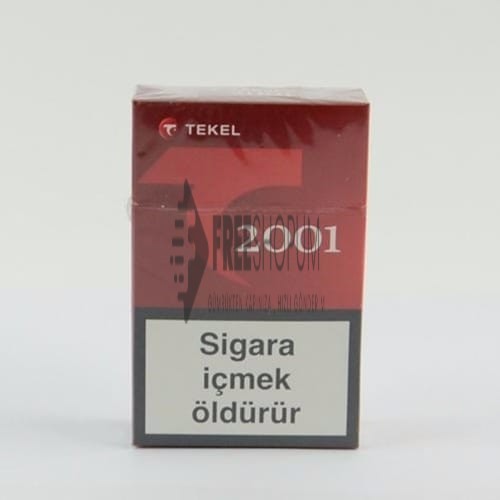 TEKEL
2001
FREESHOPUM
Sigara
içmek
öldürür